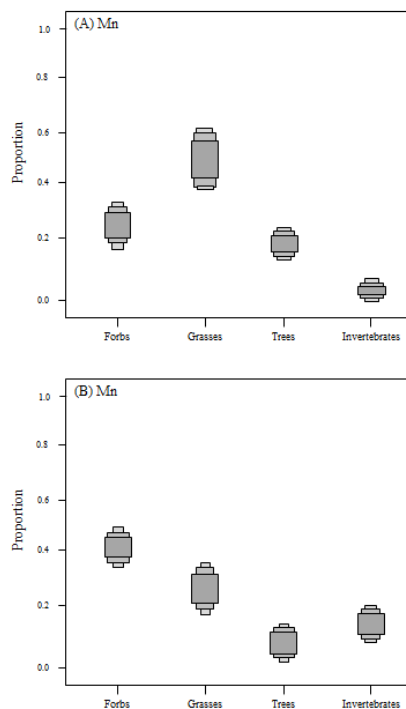 (A) Mn
1.0
0.8
0.6
0.4
0.2
0.0
Proportion
Forbs Grasses Trees Invertebrates
(B) Mn
1.0
0.8
0.6
0.4
0.2
0.0
Proportion
Forbs Grasses Trees Invertebrates